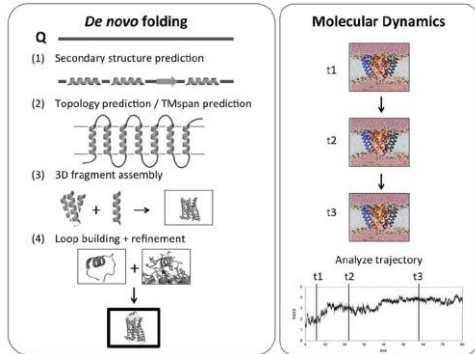 De novo folding
Q
(1) Secondary structure prediction
(2) Topology prediction / TMspan prediction
(3) 3D fragment assembly
+
(4) Loop building + refinement
+
Molecular Dynamics
t1
t2
t3
Analyze trajectory
t1 t2 t3